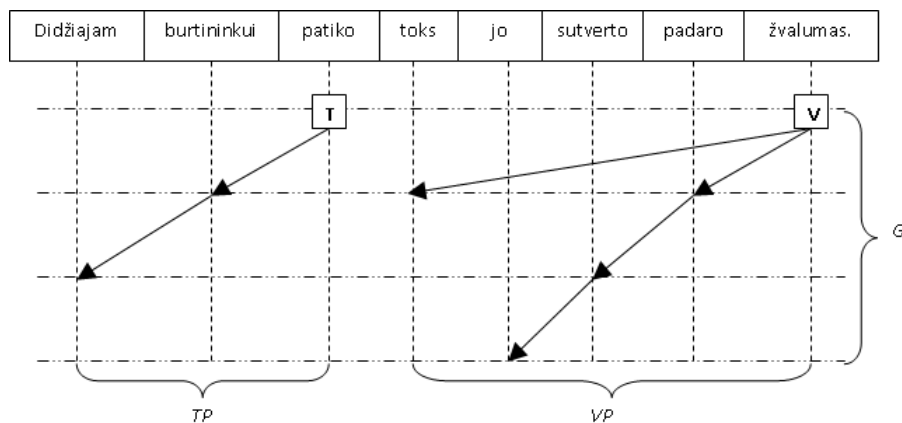 Didžiajam burtininkui patiko toks jo sutverto padaro žvalumas.
T V
G
TP VP